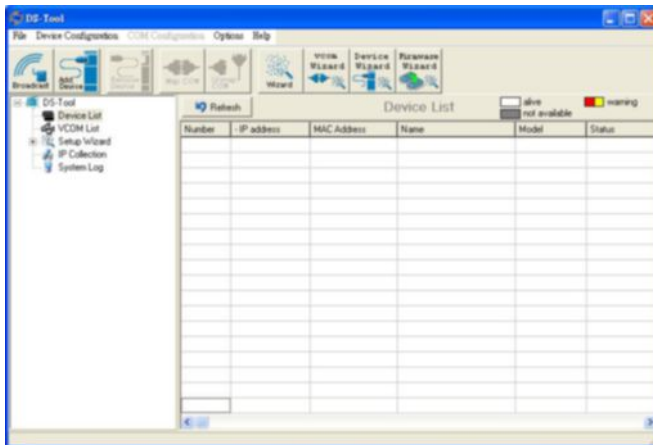 DS-Tool
File Device Configuration COM Configuration Options Help
Broadcast
Add Device
Map COM
Wizard
VCOM Wizard
Device Wizard
Firmware Wizard
DS-Tool
Device List
VCOM List
Setup Wizard
IP Collection
System Log
Refresh
Device List
alive
not available
warning
Number - IP address MAC Address Name Model Status